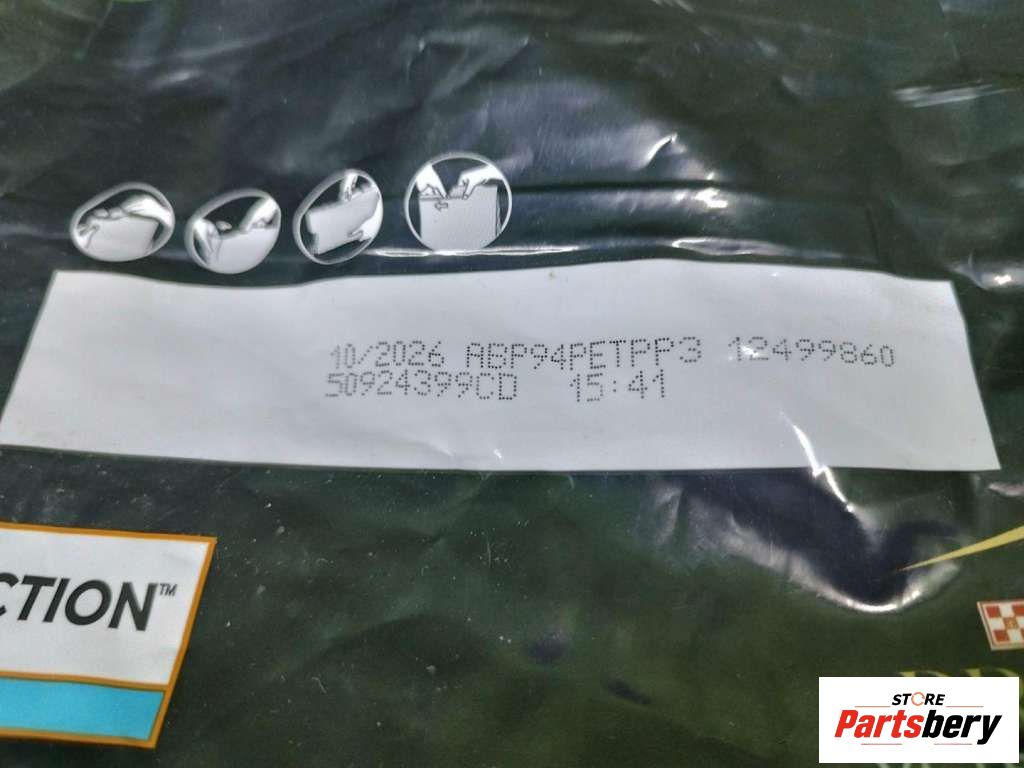 10/2026 ABP94PETPP3 12499860
50924399CD 15:41
CTION™
STORE
Partsbery